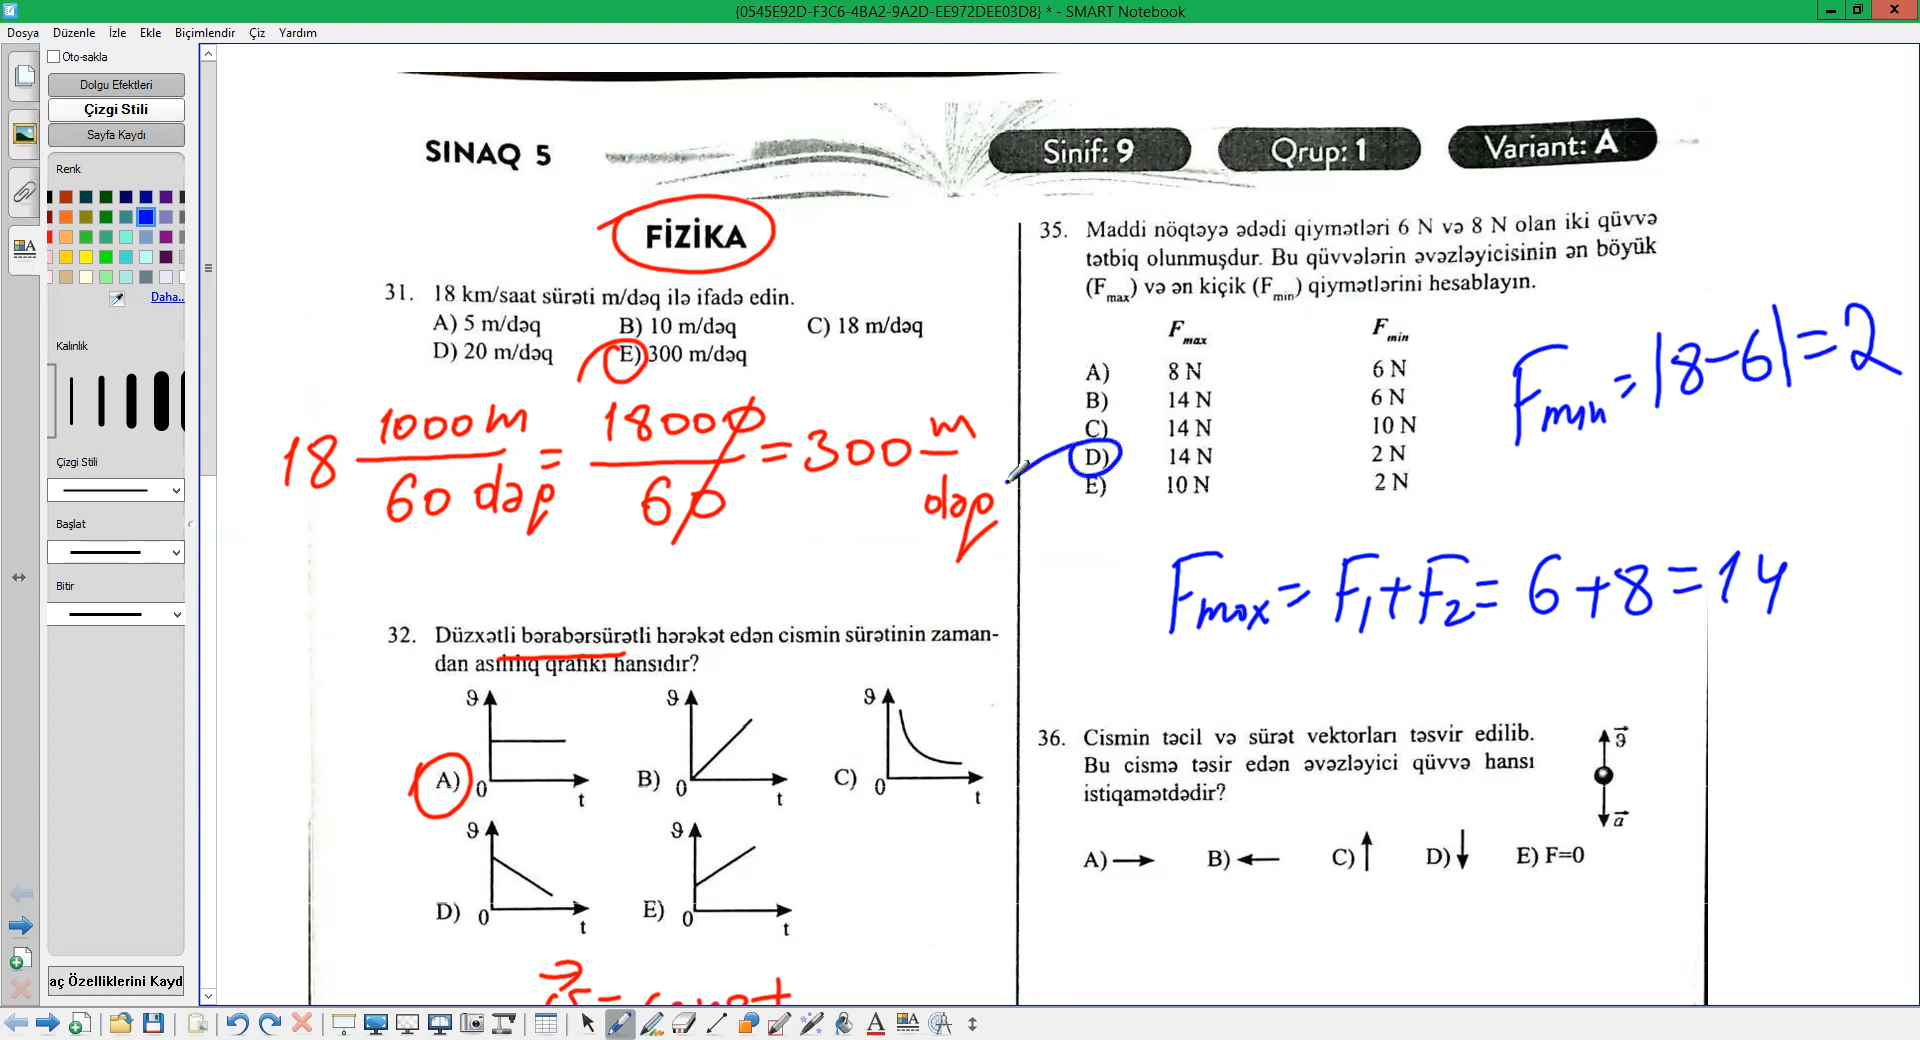 {0545E92D-F3C6-4BA2-9A2D-EE972DEE03D8} * - SMART Notebook
Dosya Düzenle İzle Ekle Biçimlendir Çiz Yardım
Oto-sakla
Dolgu Efektleri
Çizgi Stili
Sayfa Kaydı
Renk
Daha..
Kalınlık
Çizgi Stili
Başlat
Bitir
aç Özelliklerini Kayd
SINAQ 5
Sinif: 9
Qrup: 1
Variant: A
FİZİKA
31. 18 km/saat sürəti m/dəq ilə ifadə edin.
A) 5 m/dəq B) 10 m/dəq C) 18 m/dəq
D) 20 m/dəq E) 300 m/dəq
18 1000 m / 60 dəq = 18000 / 60 = 300 m / dəq
32. Düzxətli bərabərsürətli hərəkət edən cismin sürətinin zaman-
dan asılılıq qrafiki hansıdır?
ϑ ϑ ϑ
A) 0 t B) 0 t C) 0 t
ϑ ϑ
D) 0 t E) 0 t
= const
35. Maddi nöqtəyə ədədi qiymətləri 6 N və 8 N olan iki qüvvə
tətbiq olunmuşdur. Bu qüvvələrin əvəzləyicisinin ən böyük
(Fmax) və ən kiçik (Fmin) qiymətlərini hesablayın.
Fmax Fmin
A) 8 N 6 N
B) 14 N 6 N
C) 14 N 10 N
D) 14 N 2 N
E) 10 N 2 N
Fmin = |8-6| = 2
Fmax = F1 + F2 = 6 + 8 = 14
36. Cismin təcil və sürət vektorları təsvir edilib.
Bu cismə təsir edən əvəzləyici qüvvə hansı
istiqamətdədir?
ϑ⃗
a⃗
A) → B) ← C) ↑ D) ↓ E) F=0